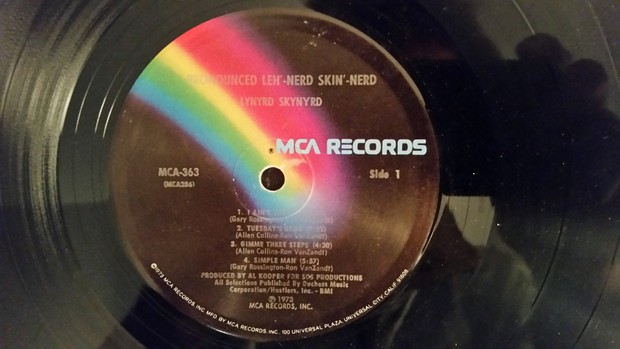 PRONOUNCED LEH'-NERD SKIN'-NERD
LYNYRD SKYNYRD
MCA RECORDS
MCA-363
(MCA256)
Side 1
1. I AIN'T
(Gary Rossington-Ron VanZandt)
2. TUESDAY'S GONE
(Allen Collins-Ron VanZandt)
3. GIMME THREE STEPS (4:30)
(Allen Collins-Ron VanZandt)
4. SIMPLE MAN (5:57)
(Gary Rossington-Ron VanZandt)
PRODUCED BY AL KOOPER FOR SOS PRODUCTIONS
All Selections Published By Duchess Music
Corporation/Hustlers, Inc. - BMI
℗ 1973
MCA RECORDS, INC.
©1973 MCA RECORDS, INC. MFG BY MCA RECORDS, INC. 100 UNIVERSAL PLAZA, UNIVERSAL CITY, CALIF.